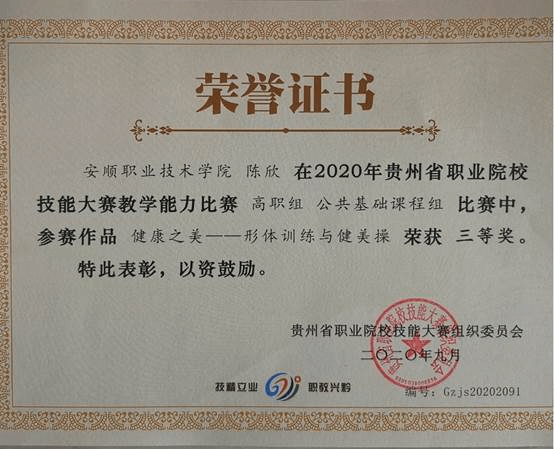 荣誉证书
安顺职业技术学院 陈欣 在2020年贵州省职业院校
技能大赛教学能力比赛 高职组 公共基础课程组 比赛中，
参赛作品 健康之美——形体训练与健美操 荣获 三等奖。
特此表彰，以资鼓励。
贵州省职业院校技能大赛组织委员会
二〇二〇年九月
技精立业 职教兴黔
编号：Gzjs20202091